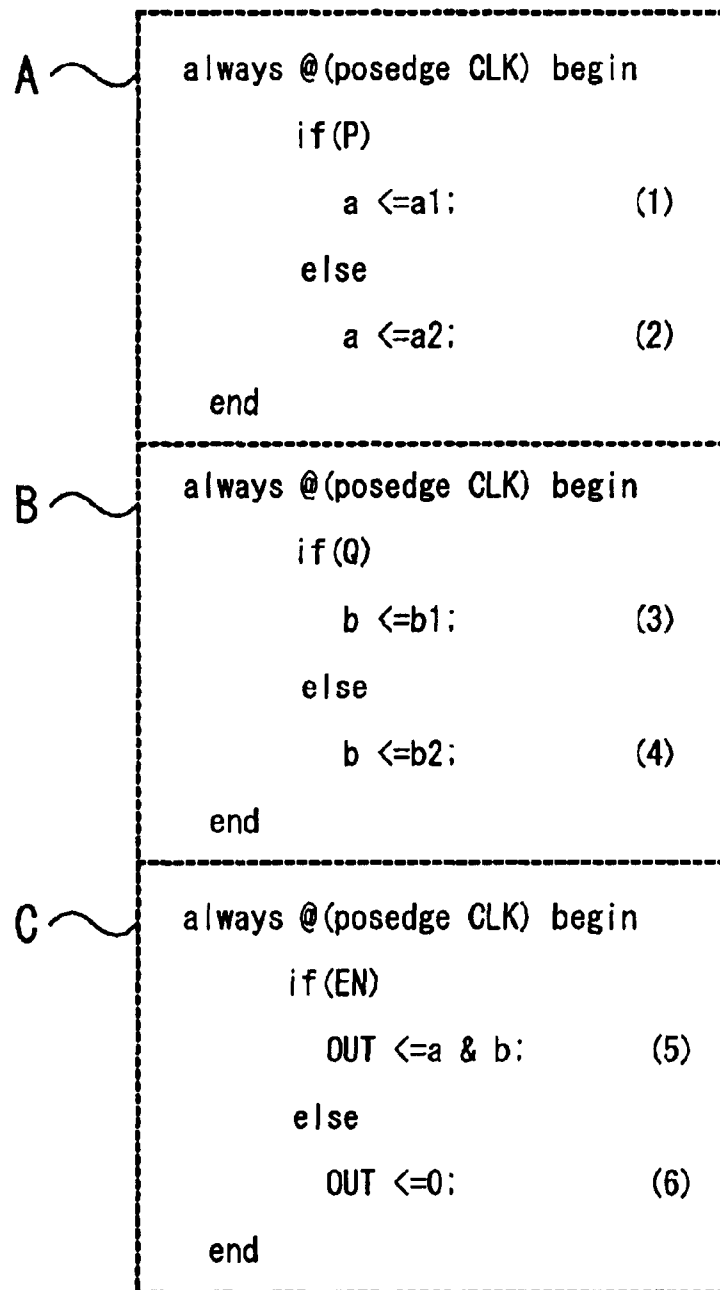 A
always @(posedge CLK) begin
if(P)
a <=a1; (1)
else
a <=a2; (2)
end
B
always @(posedge CLK) begin
if(Q)
b <=b1; (3)
else
b <=b2; (4)
end
C
always @(posedge CLK) begin
if(EN)
OUT <=a & b; (5)
else
OUT <=0; (6)
end